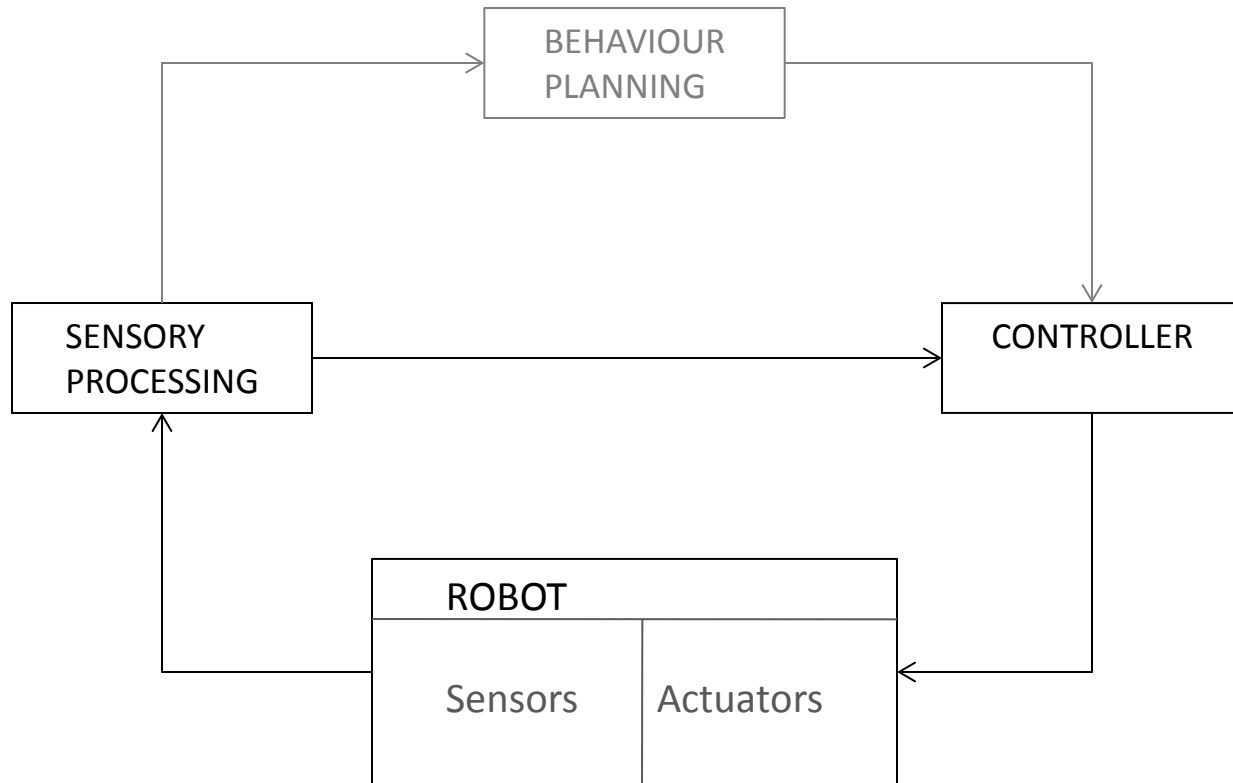 BEHAVIOUR
PLANNING
SENSORY
PROCESSING
CONTROLLER
ROBOT
Sensors
Actuators